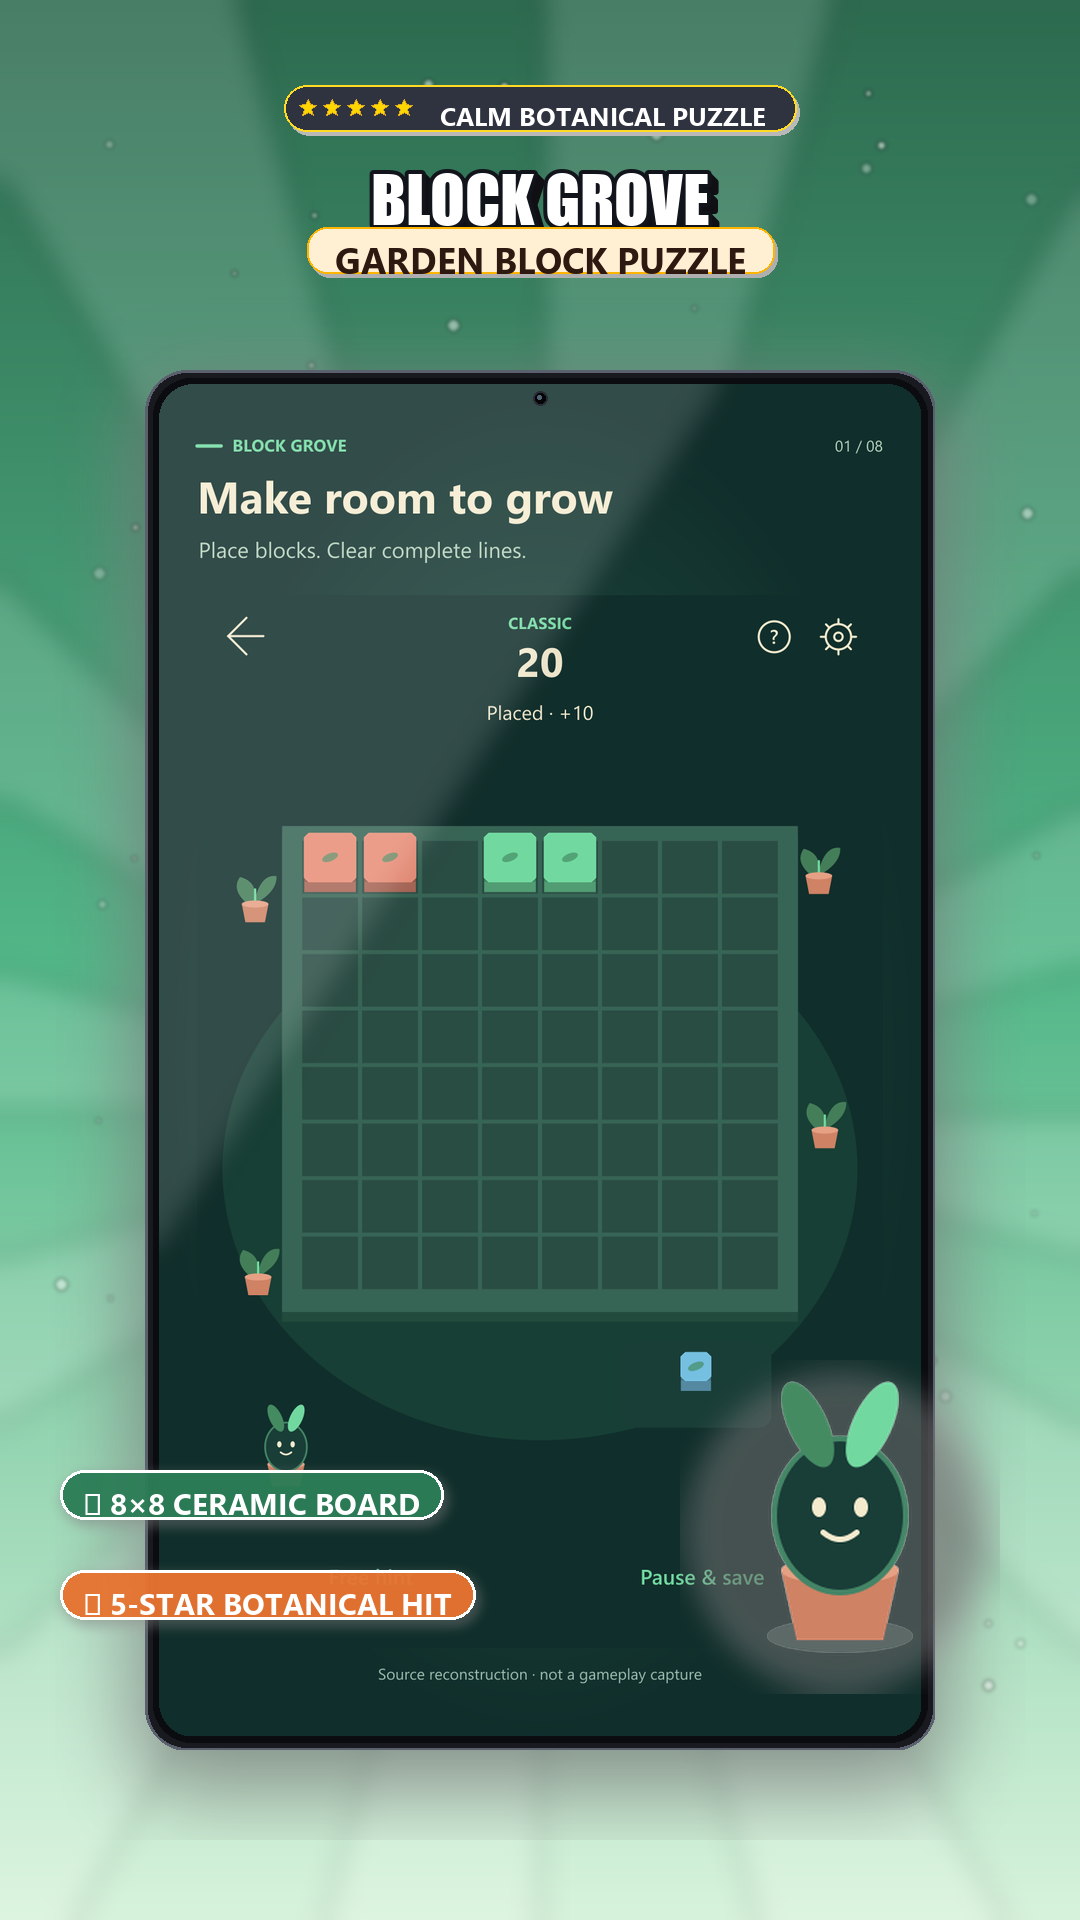 ★★★★★ CALM BOTANICAL PUZZLE
BLOCK GROVE
GARDEN BLOCK PUZZLE
BLOCK GROVE
01 / 08
Make room to grow
Place blocks. Clear complete lines.
CLASSIC
?
20
Placed · +10
8×8 CERAMIC BOARD
Free hint
Pause & save
5-STAR BOTANICAL HIT
Source reconstruction · not a gameplay capture